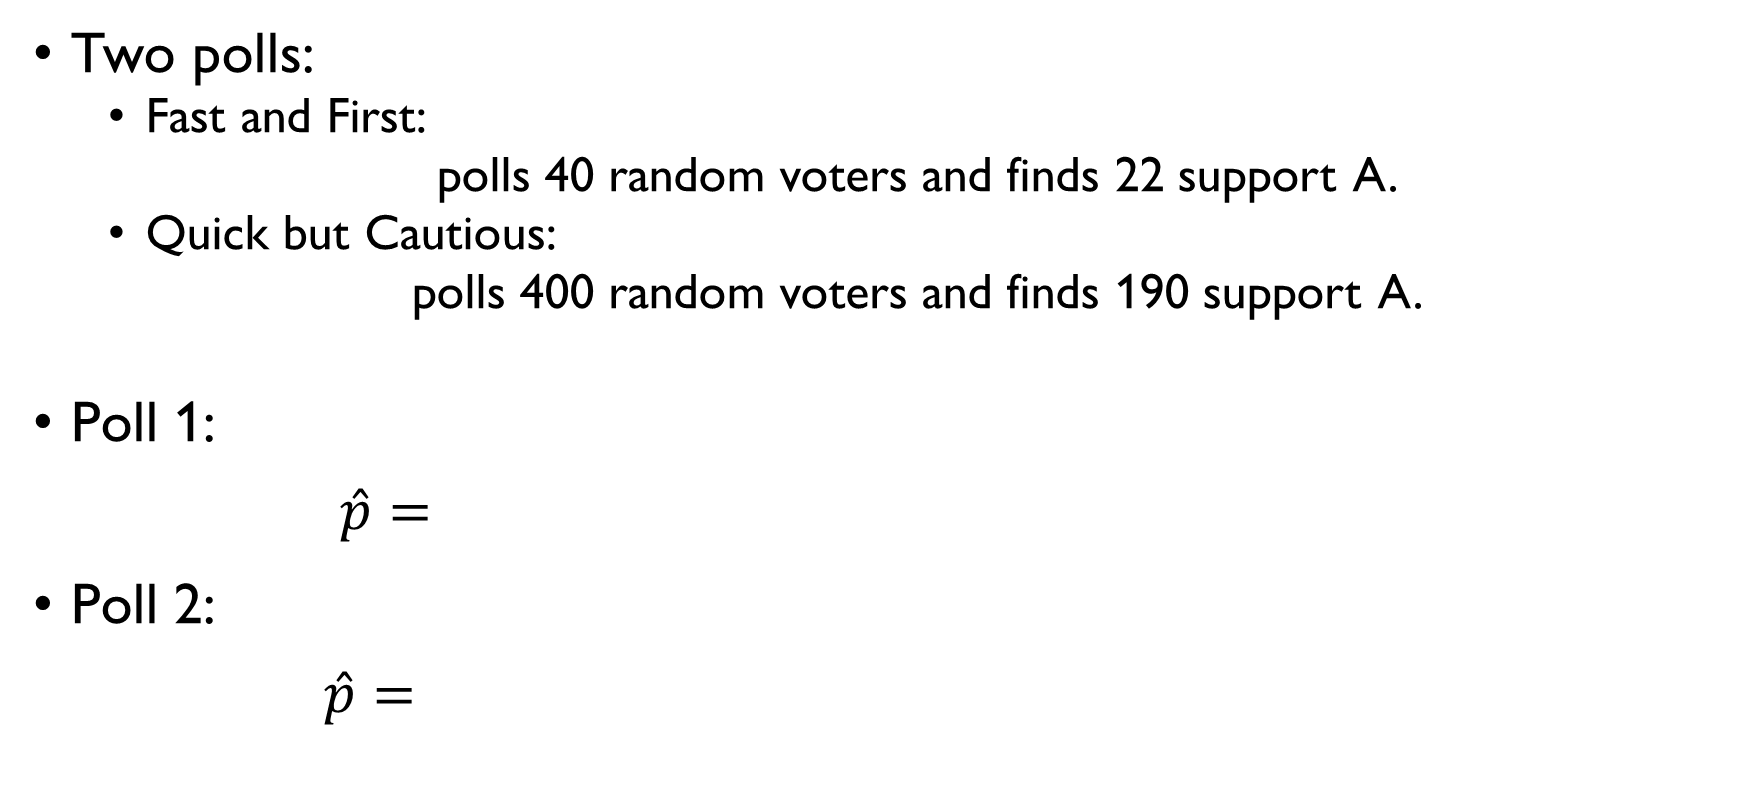 • Two polls:
• Fast and First:
polls 40 random voters and finds 22 support A.
• Quick but Cautious:
polls 400 random voters and finds 190 support A.
• Poll 1:
p̂ =
• Poll 2:
p̂ =